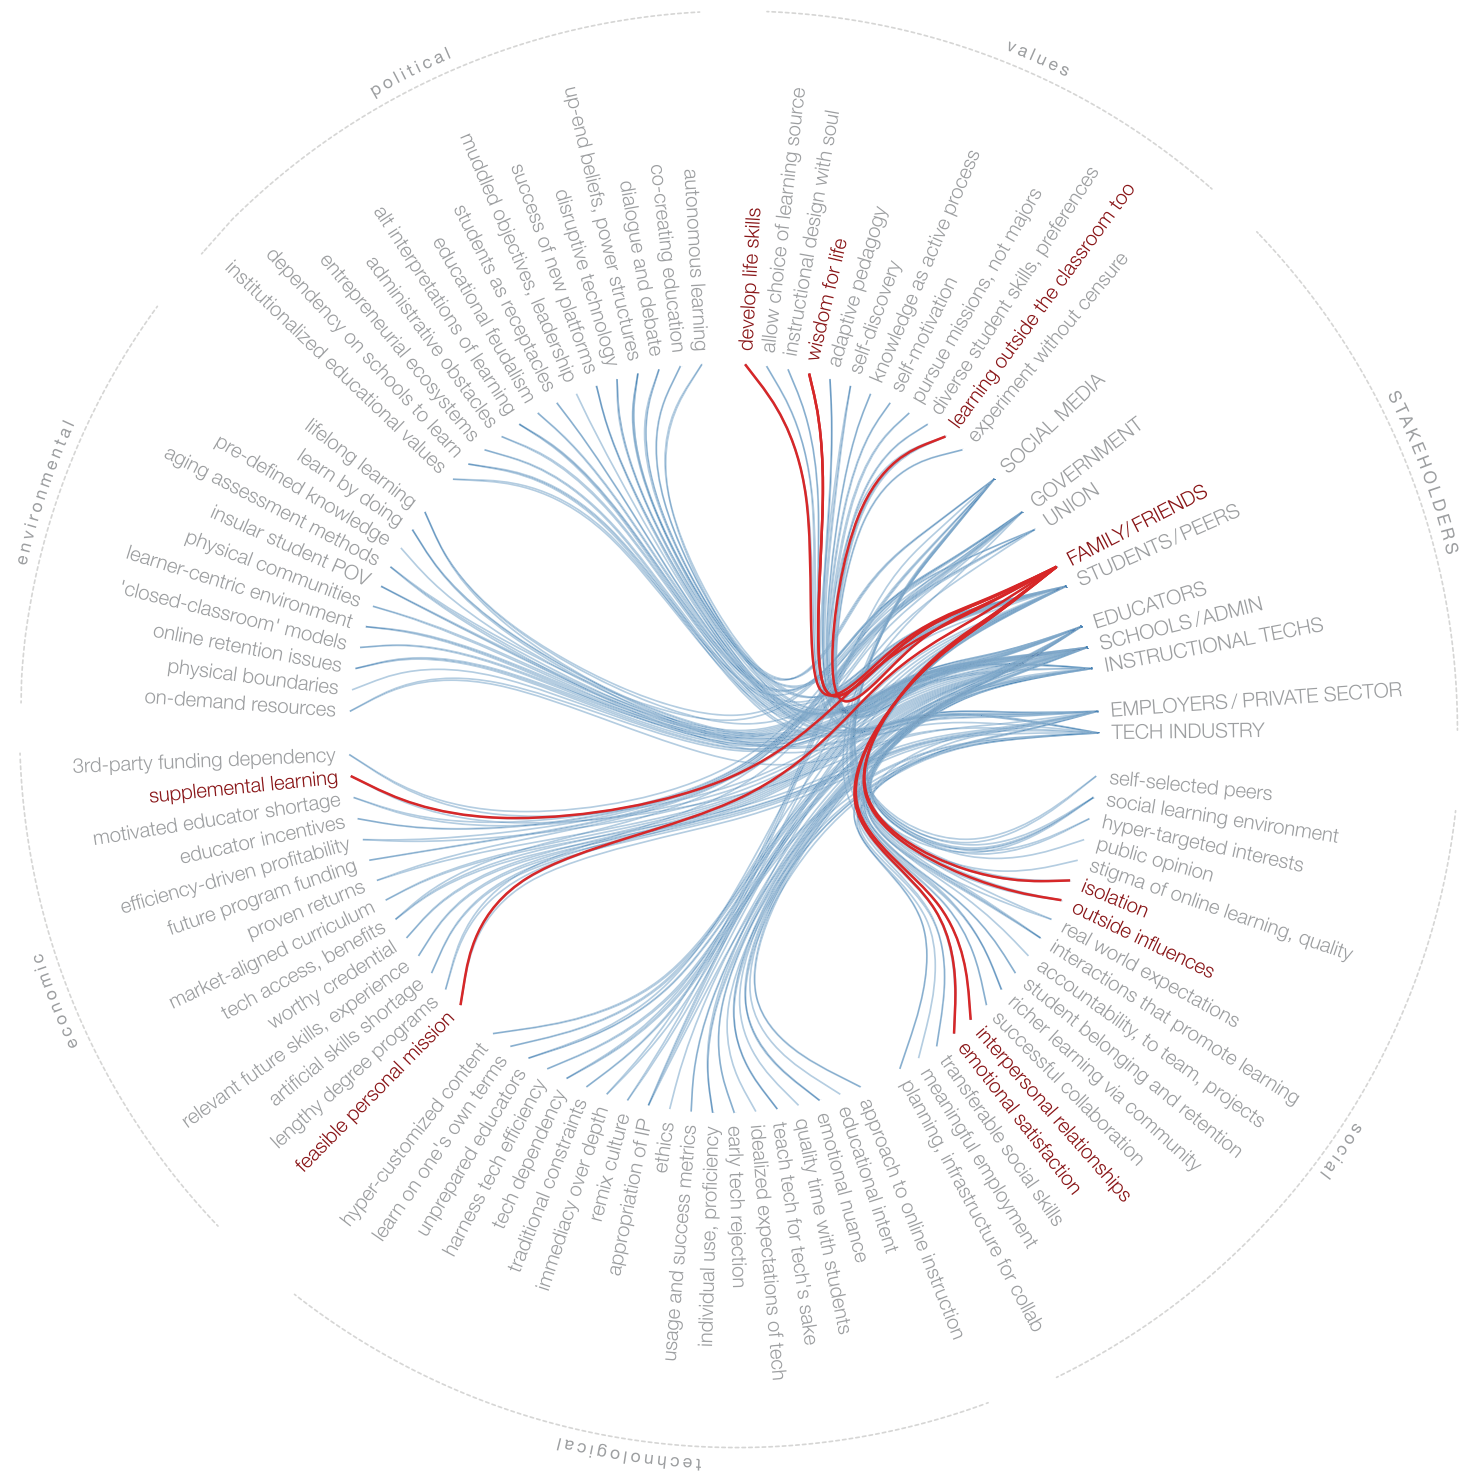 political
up-end beliefs, power structures
muddled objectives, leadership
success of new platforms
disruptive technology
dialogue and debate
co-creating education
autonomous learning
alt interpretations of learning
students as receptacles
educational feudalism
administrative obstacles
entrepreneurial ecosystems
dependency on schools to learn
institutionalized educational values
values
develop life skills
allow choice of learning source
instructional design with soul
wisdom for life
adaptive pedagogy
self-discovery
knowledge as active process
self-motivation
pursue missions, not majors
diverse student skills, preferences
learning outside the classroom too
experiment without censure
STAKEHOLDERS
SOCIAL MEDIA
GOVERNMENT
UNION
FAMILY/FRIENDS
STUDENTS/PEERS
EDUCATORS
SCHOOLS/ADMIN
INSTRUCTIONAL TECHS
EMPLOYERS / PRIVATE SECTOR
TECH INDUSTRY
social
self-selected peers
social learning environment
hyper-targeted interests
public opinion
stigma of online learning, quality
isolation
outside influences
real world expectations
interactions that promote learning
accountability, to team, projects
student belonging and retention
richer learning via community
successful collaboration
interpersonal relationships
emotional satisfaction
transferable social skills
meaningful employment
planning, infrastructure for collab
technological
approach to online instruction
educational intent
emotional nuance
quality time with students
teach tech for tech's sake
idealized expectations of tech
early tech rejection
individual use, proficiency
usage and success metrics
ethics
appropriation of IP
remix culture
immediacy over depth
traditional constraints
tech dependency
harness tech efficiency
unprepared educators
learn on one's own terms
hyper-customized content
economic
feasible personal mission
lengthy degree programs
artificial skills shortage
relevant future skills, experience
worthy credential
tech access, benefits
market-aligned curriculum
proven returns
future program funding
efficiency-driven profitability
educator incentives
motivated educator shortage
supplemental learning
3rd-party funding dependency
environmental
on-demand resources
physical boundaries
online retention issues
'closed-classroom' models
learner-centric environment
physical communities
insular student POV
aging assessment methods
pre-defined knowledge
learn by doing
lifelong learning